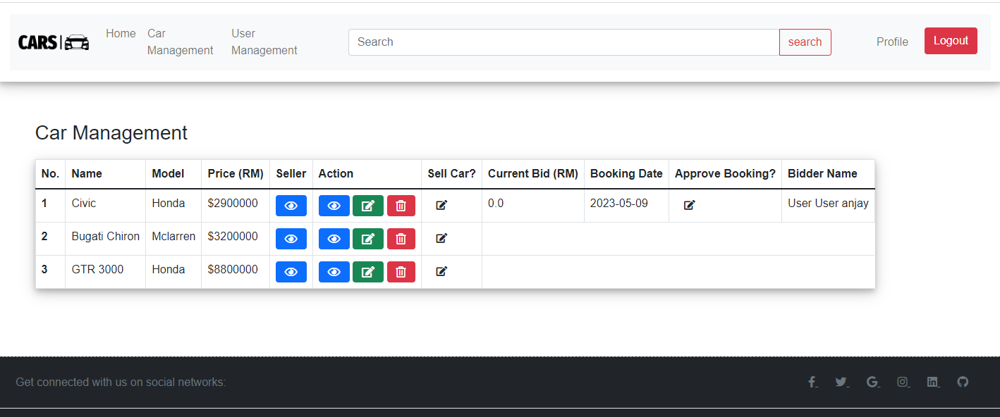 CARS
Home
Car
Management
User
Management
Search
search
Profile
Logout
Car Management
No. Name Model Price (RM) Seller Action Sell Car? Current Bid (RM) Booking Date Approve Booking? Bidder Name
1 Civic Honda $2900000 0.0 2023-05-09 User User anjay
2 Bugati Chiron Mclarren $3200000
3 GTR 3000 Honda $8800000
Get connected with us on social networks: